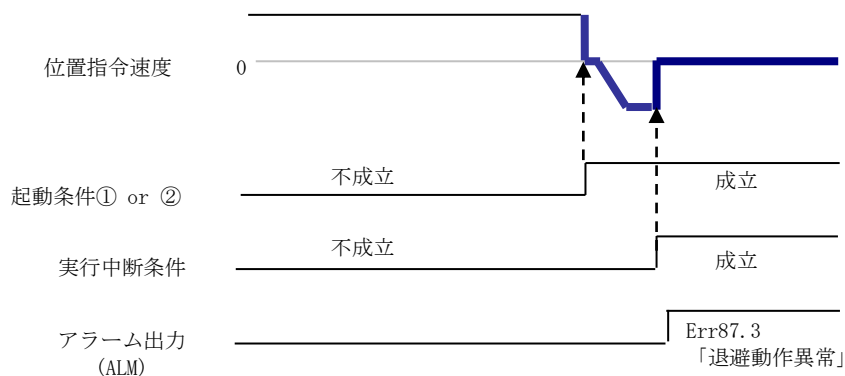 位置指令速度
0
起動条件① or ②
不成立
成立
実行中断条件
不成立
成立
アラーム出力
(ALM)
Err87.3
「退避動作異常」